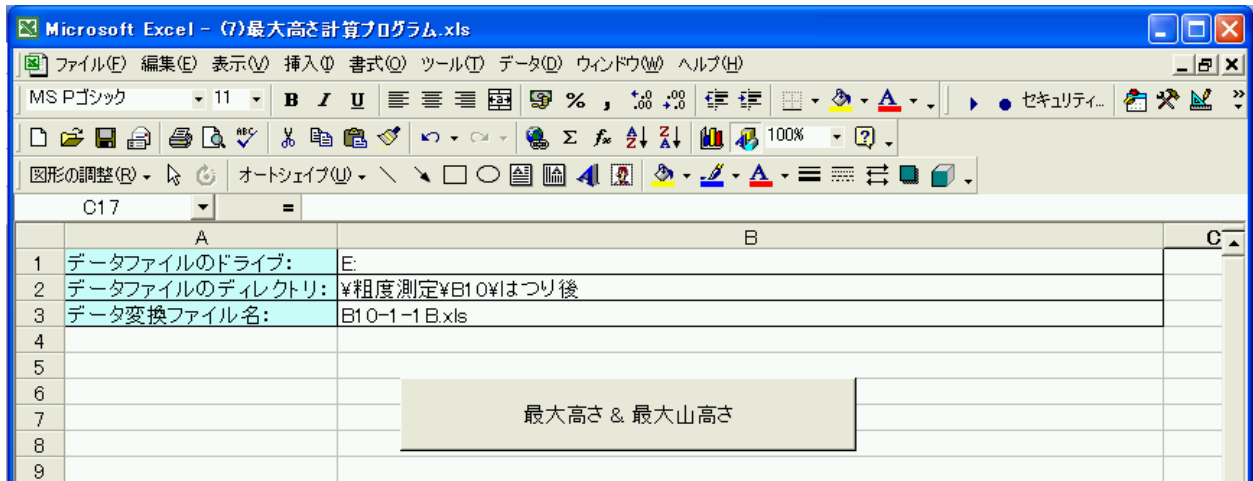 Microsoft Excel - (7)最大高さ計算プログラム.xls
ファイル(F) 編集(E) 表示(V) 挿入(I) 書式(O) ツール(T) データ(D) ウィンドウ(W) ヘルプ(H)
MS Pゴシック 11 B I U % , セキュリティ...
100%
図形の調整(R) オートシェイプ(U)
C17 =
A B C
1 データファイルのドライブ: E:
2 データファイルのディレクトリ: ¥粗度測定¥B10¥はつり後
3 データ変換ファイル名: B10-1-1B.xls
4
5
6
7
8
9
最大高さ & 最大山高さ